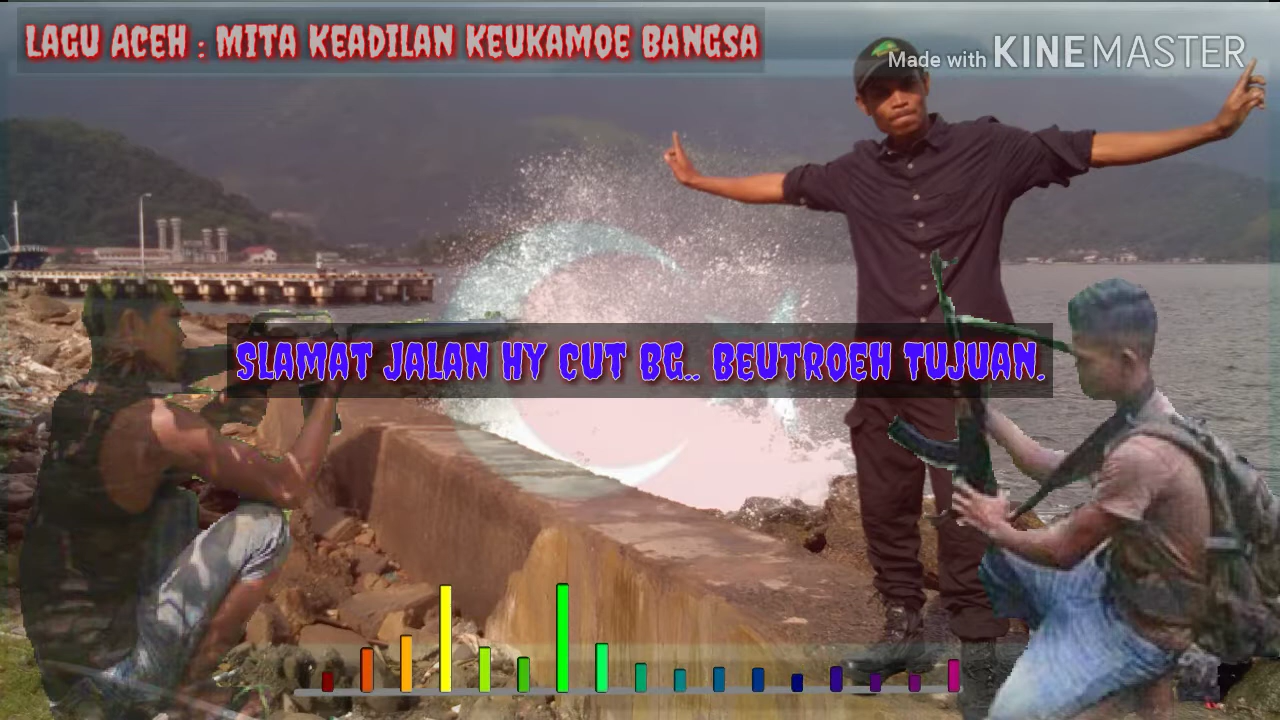 LAGU ACEH : MITA KEADILAN KEUKAMOE BANGSA
Made with KINEMASTER
SLAMAT JALAN HY CUT BG.. BEUTROEH TUJUAN.